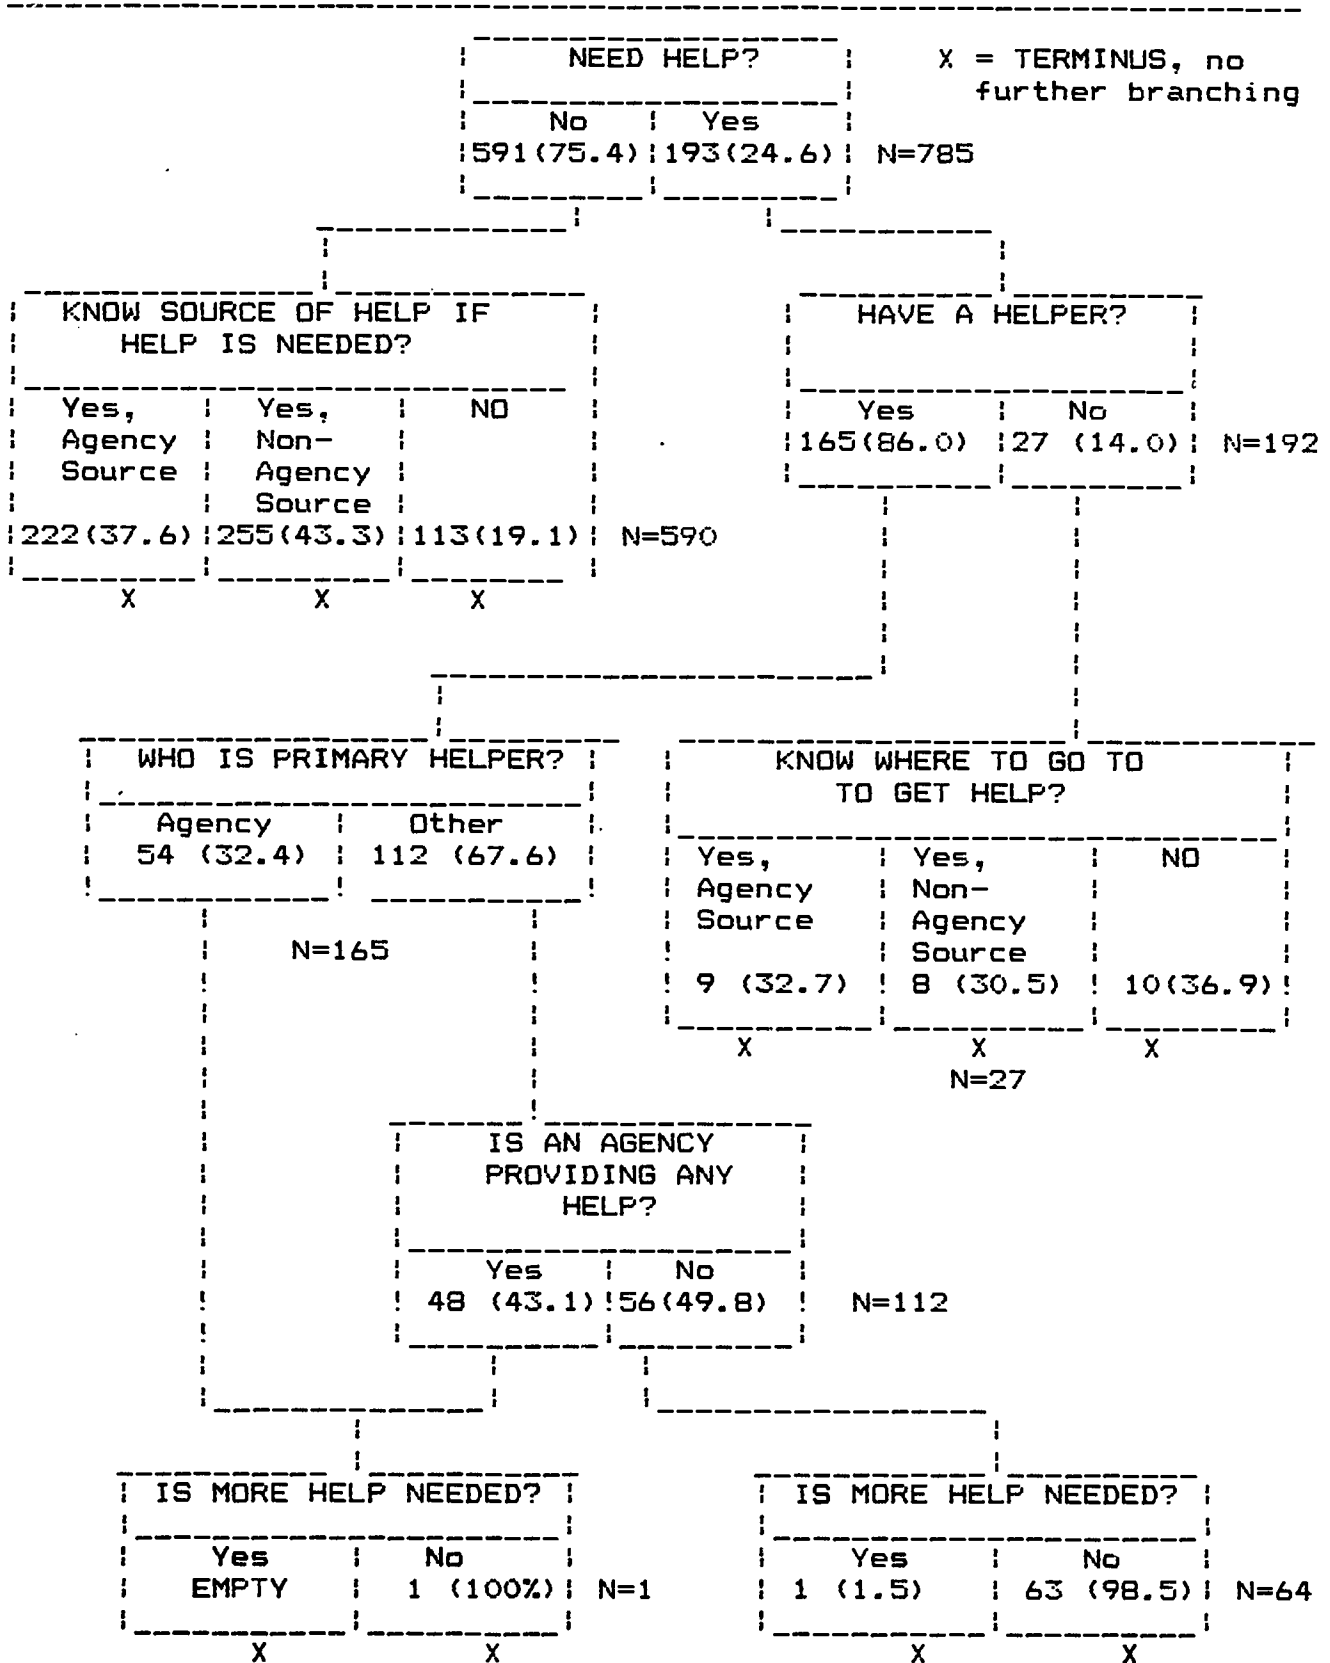 NEED HELP?
X = TERMINUS, no
further branching
No Yes
591(75.4) 193(24.6) N=785
KNOW SOURCE OF HELP IF
HELP IS NEEDED?
Yes, Yes, NO
Agency Non-
Source Agency
Source
222(37.6) 255(43.3) 113(19.1) N=590
X X X
HAVE A HELPER?
Yes No
165(86.0) 27 (14.0) N=192
WHO IS PRIMARY HELPER?
Agency Other
54 (32.4) 112 (67.6)
N=165
KNOW WHERE TO GO TO
TO GET HELP?
Yes, Yes, NO
Agency Non-
Source Agency
Source
9 (32.7) 8 (30.5) 10(36.9)
X X X
N=27
IS AN AGENCY
PROVIDING ANY
HELP?
Yes No
48 (43.1) 56(49.8) N=112
IS MORE HELP NEEDED?
Yes No
EMPTY 1 (100%) N=1
X X
IS MORE HELP NEEDED?
Yes No
1 (1.5) 63 (98.5) N=64
X X